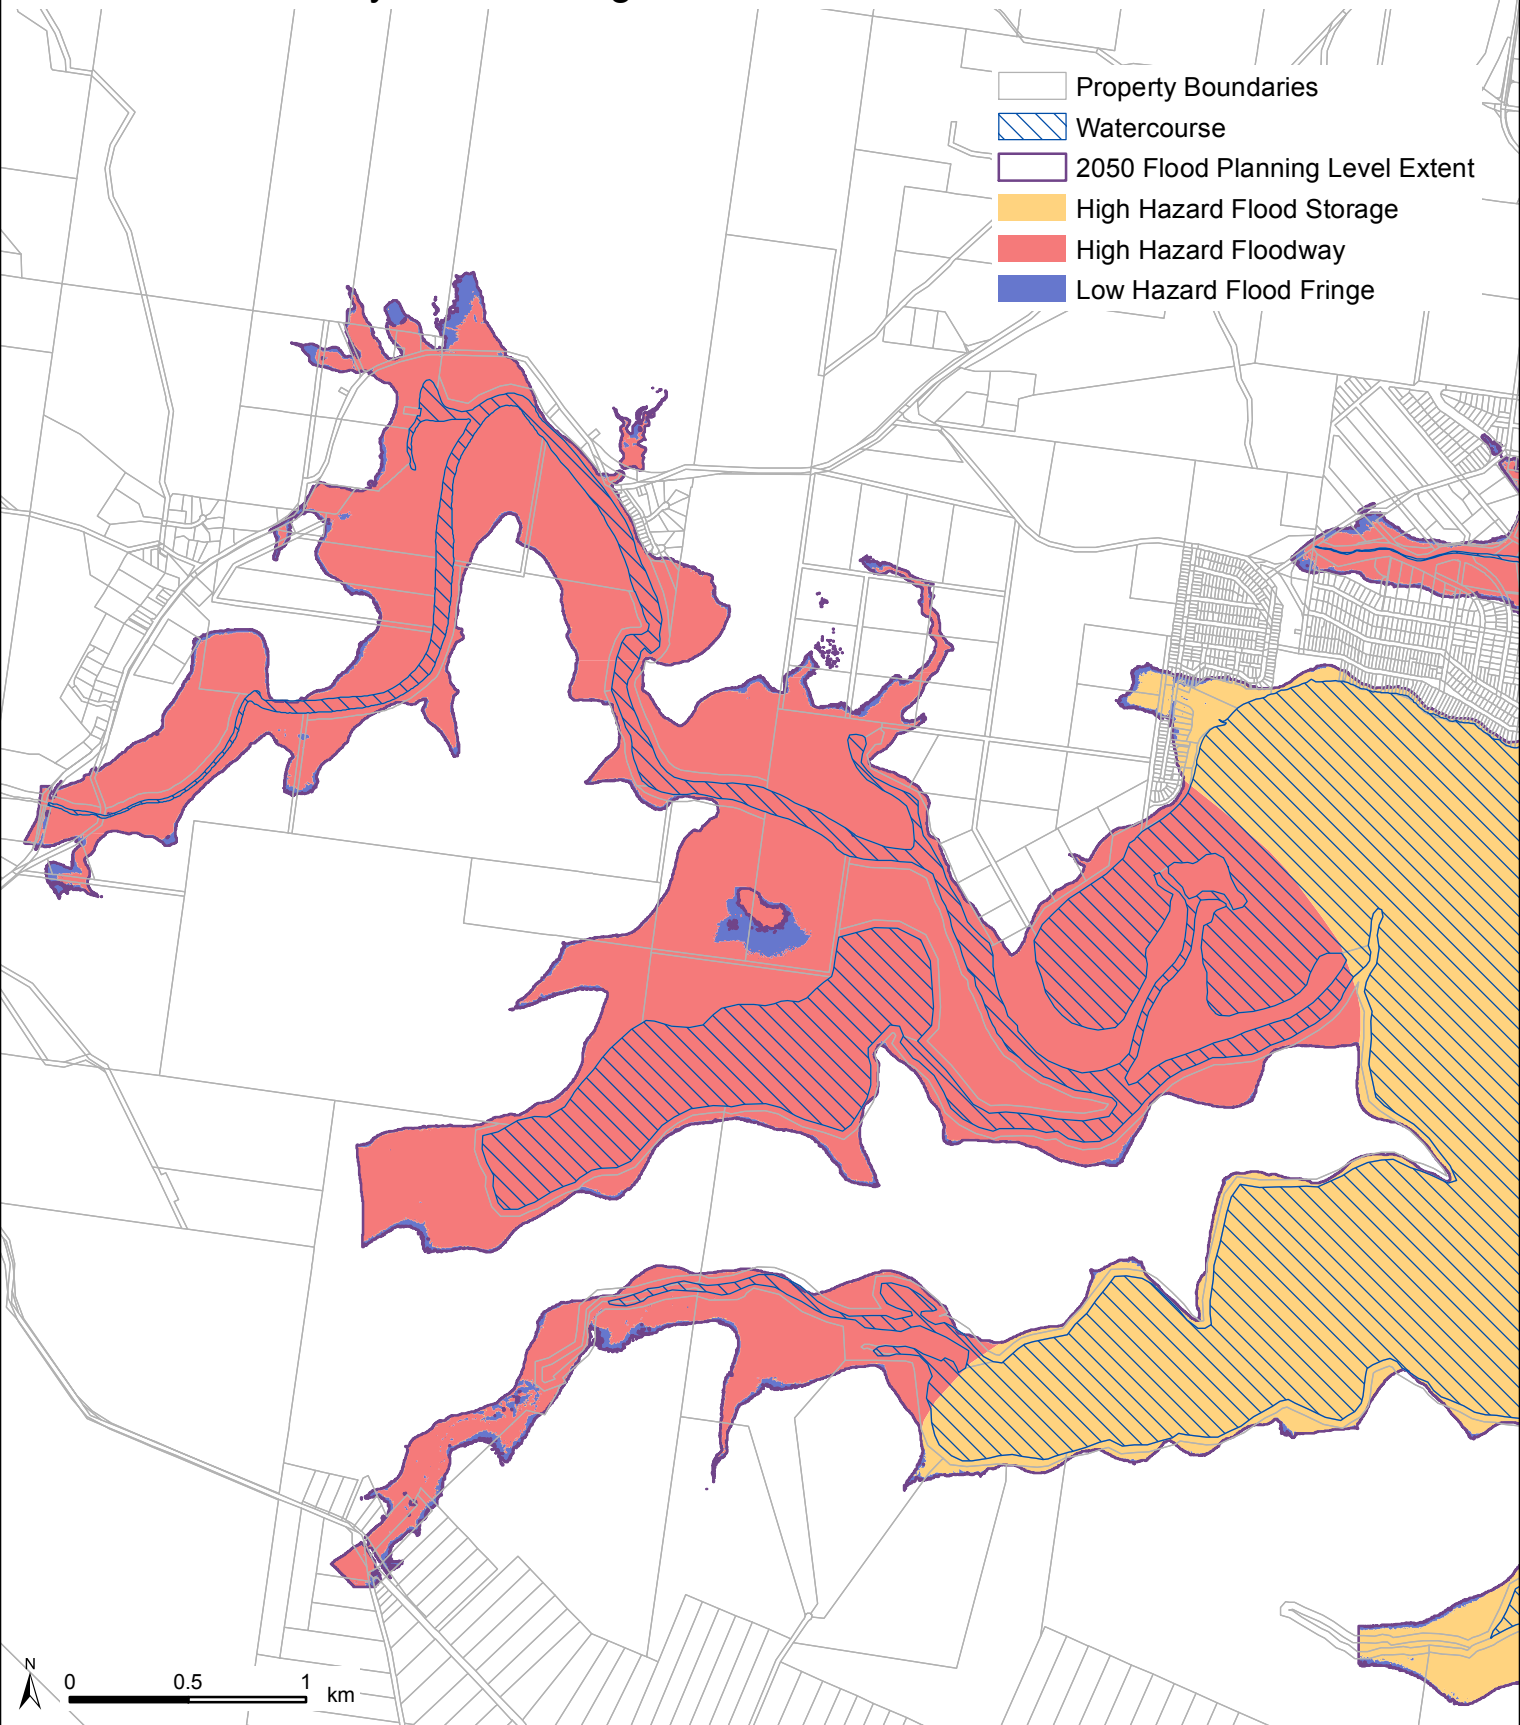 Property Boundaries
Watercourse
2050 Flood Planning Level Extent
High Hazard Flood Storage
High Hazard Floodway
Low Hazard Flood Fringe
N
0 0.5 1
km